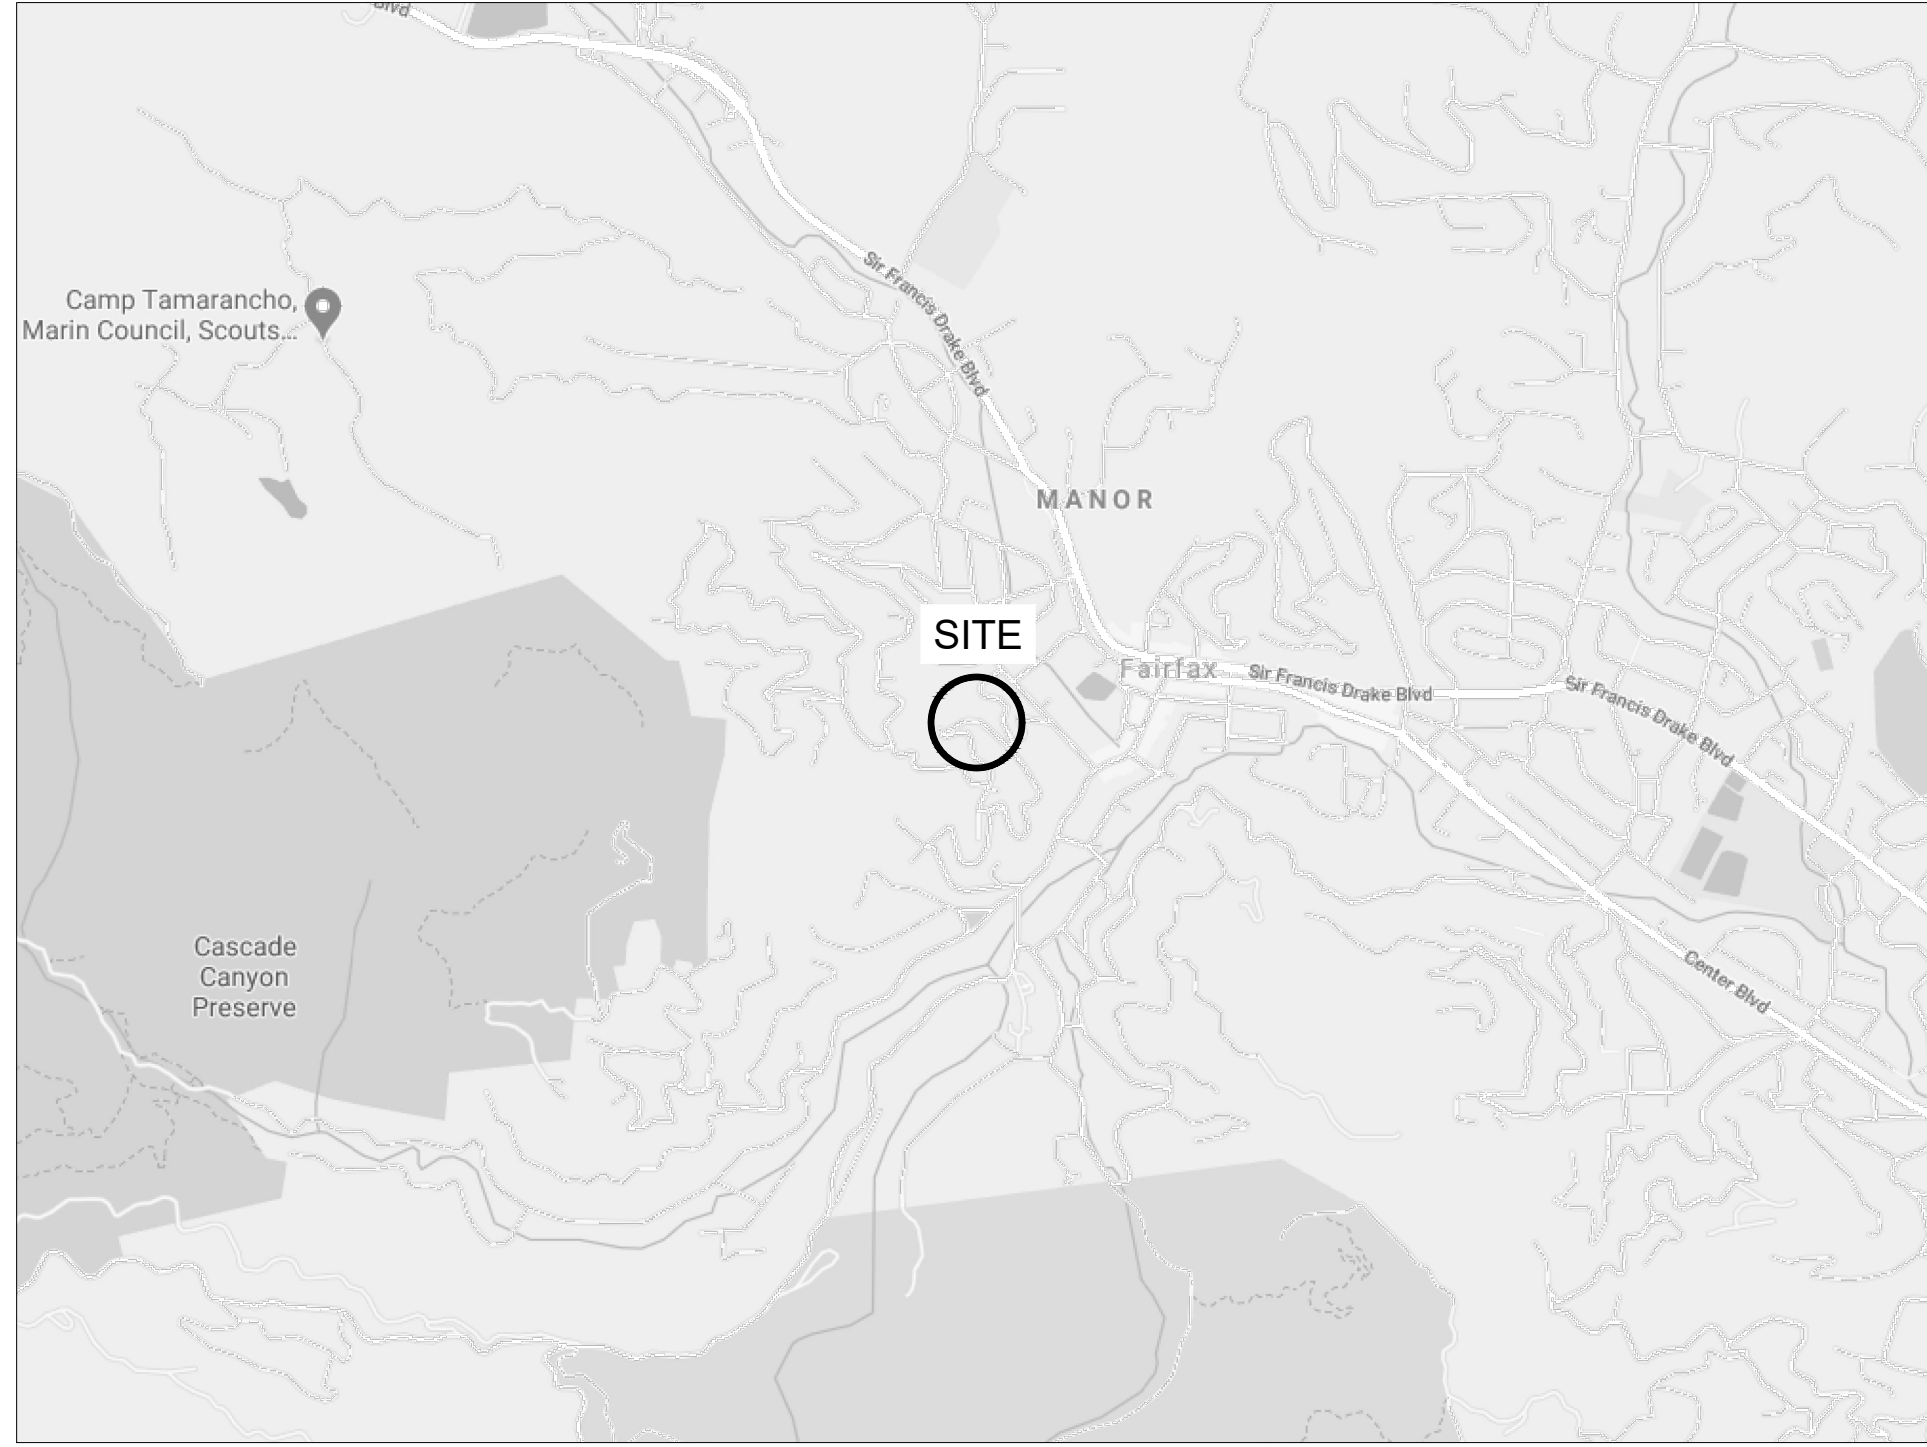 Blvd
Sir Francis Drake Blvd
Camp Tamarancho,
Marin Council, Scouts...
MANOR
SITE
Fairfax
Sir Francis Drake Blvd
Sir Francis Drake Blvd
Cascade
Canyon
Preserve
Center Blvd